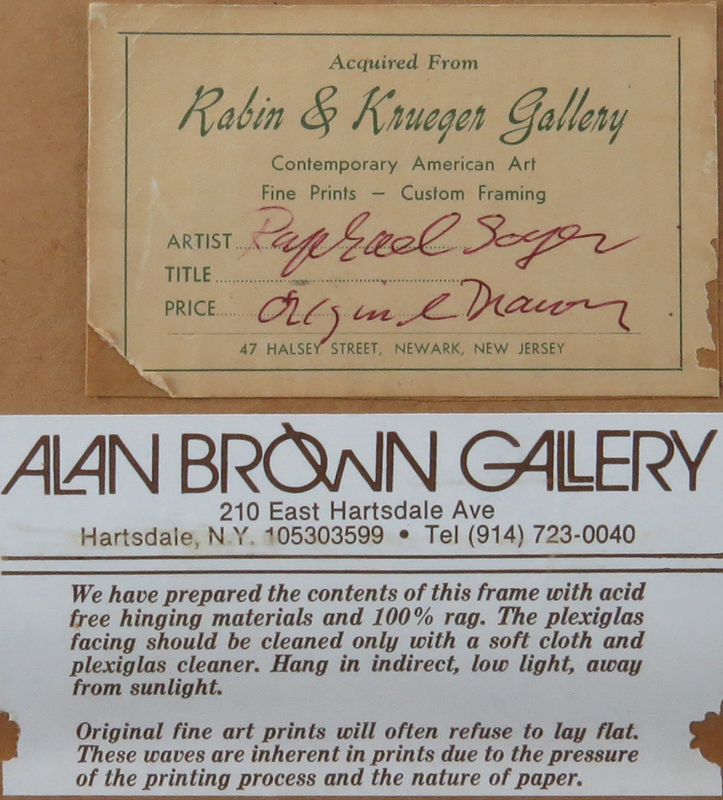 Acquired From
Rabin & Krueger Gallery
Contemporary American Art
Fine Prints — Custom Framing
ARTIST Raphael Soyer
TITLE
PRICE Original Drawing
47 HALSEY STREET, NEWARK, NEW JERSEY
ALAN BROWN GALLERY
210 East Hartsdale Ave
Hartsdale, N.Y. 105303599 • Tel (914) 723-0040
We have prepared the contents of this frame with acid
free hinging materials and 100% rag. The plexiglas
facing should be cleaned only with a soft cloth and
plexiglas cleaner. Hang in indirect, low light, away
from sunlight.
Original fine art prints will often refuse to lay flat.
These waves are inherent in prints due to the pressure
of the printing process and the nature of paper.